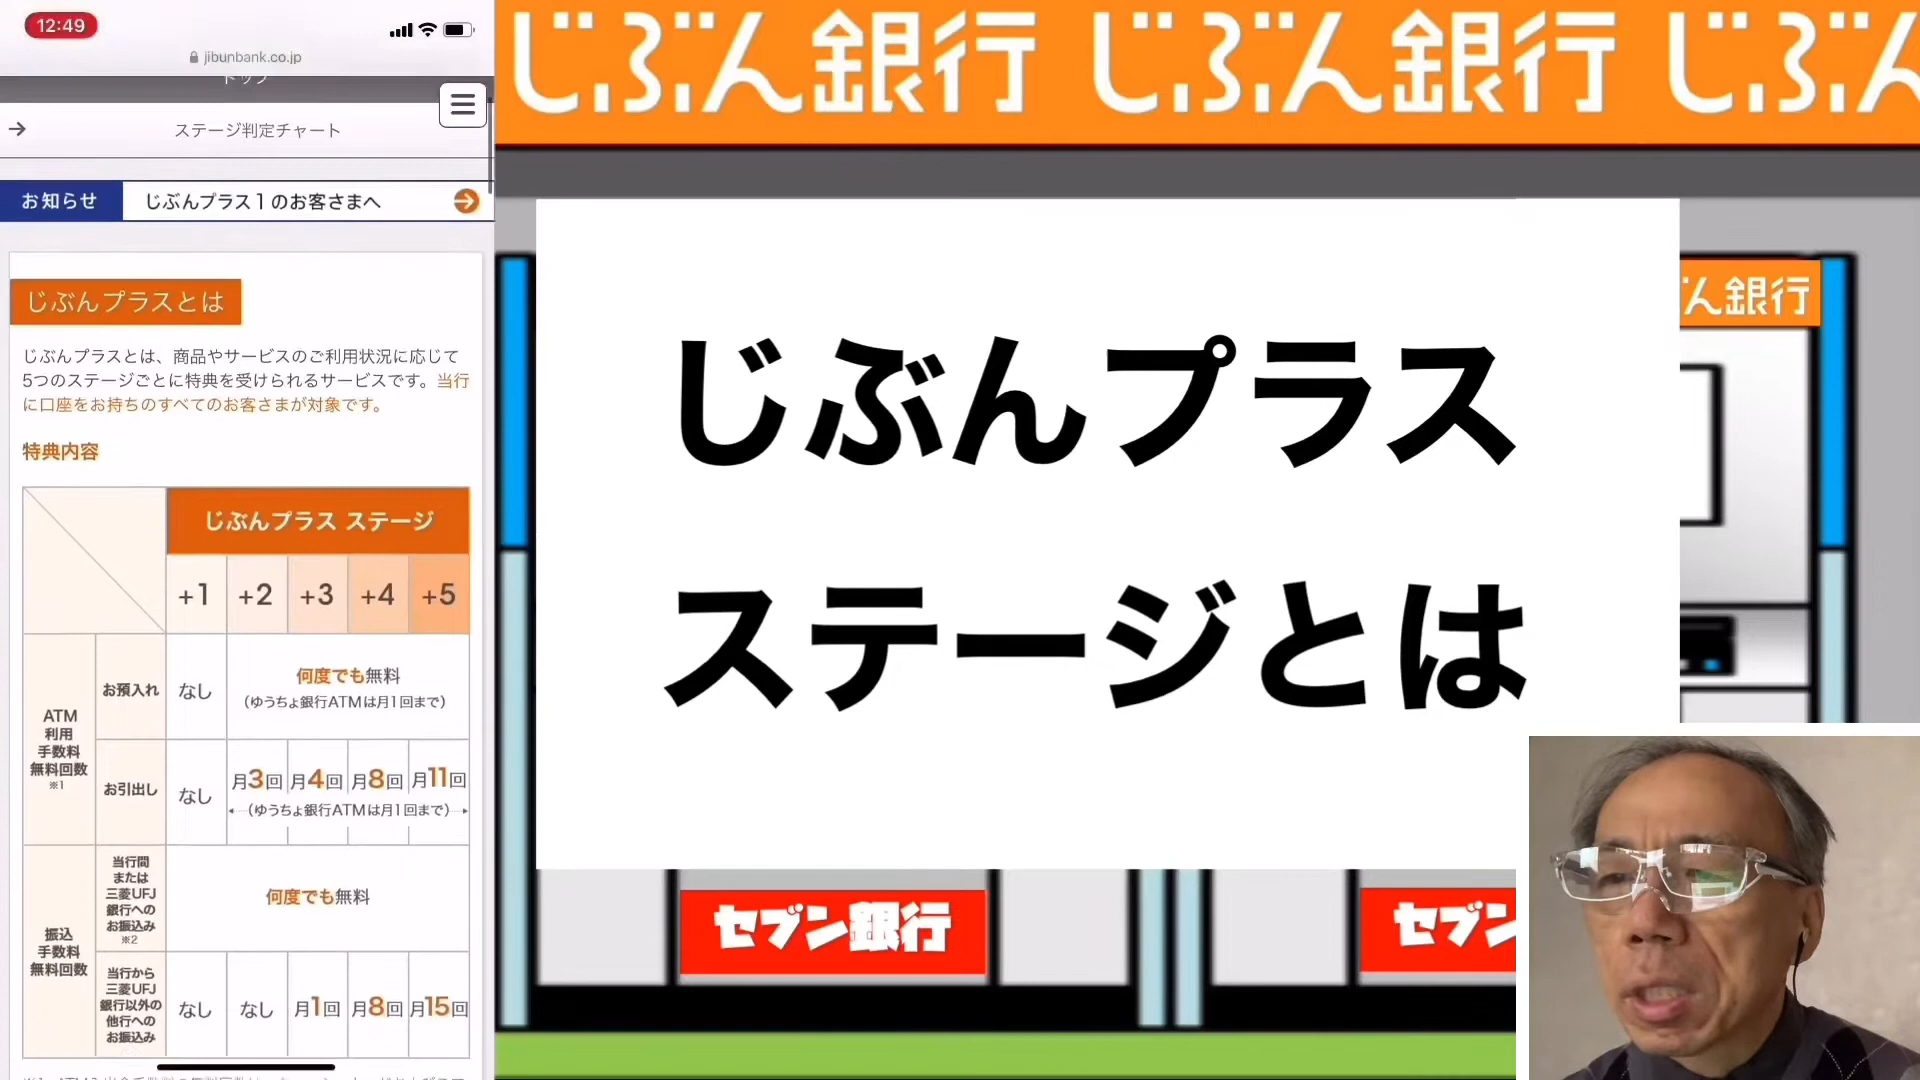 12:49
jibunbank.co.jp
トップ
ステージ判定チャート
お知らせ
じぶんプラス1のお客さまへ
じぶんプラスとは
じぶんプラスとは、商品やサービスのご利用状況に応じて
5つのステージごとに特典を受けられるサービスです。当行
に口座をお持ちのすべてのお客さまが対象です。
特典内容
じぶんプラス ステージ
+1 +2 +3 +4 +5
ATM
利用
手数料
無料回数
※1
お預入れ
なし
何度でも無料
(ゆうちょ銀行ATMは月1回まで)
お引出し
なし
月3回 月4回 月8回 月11回
(ゆうちょ銀行ATMは月1回まで)
振込
手数料
無料回数
当行間
または
三菱UFJ
銀行への
お振込み
※2
何度でも無料
当行から
三菱UFJ
銀行以外の
他行への
お振込み
なし なし 月1回 月8回 月15回
じぶん銀行 じぶん銀行 じぶん
ん銀行
じぶんプラス
ステージとは
セブン銀行
セブン